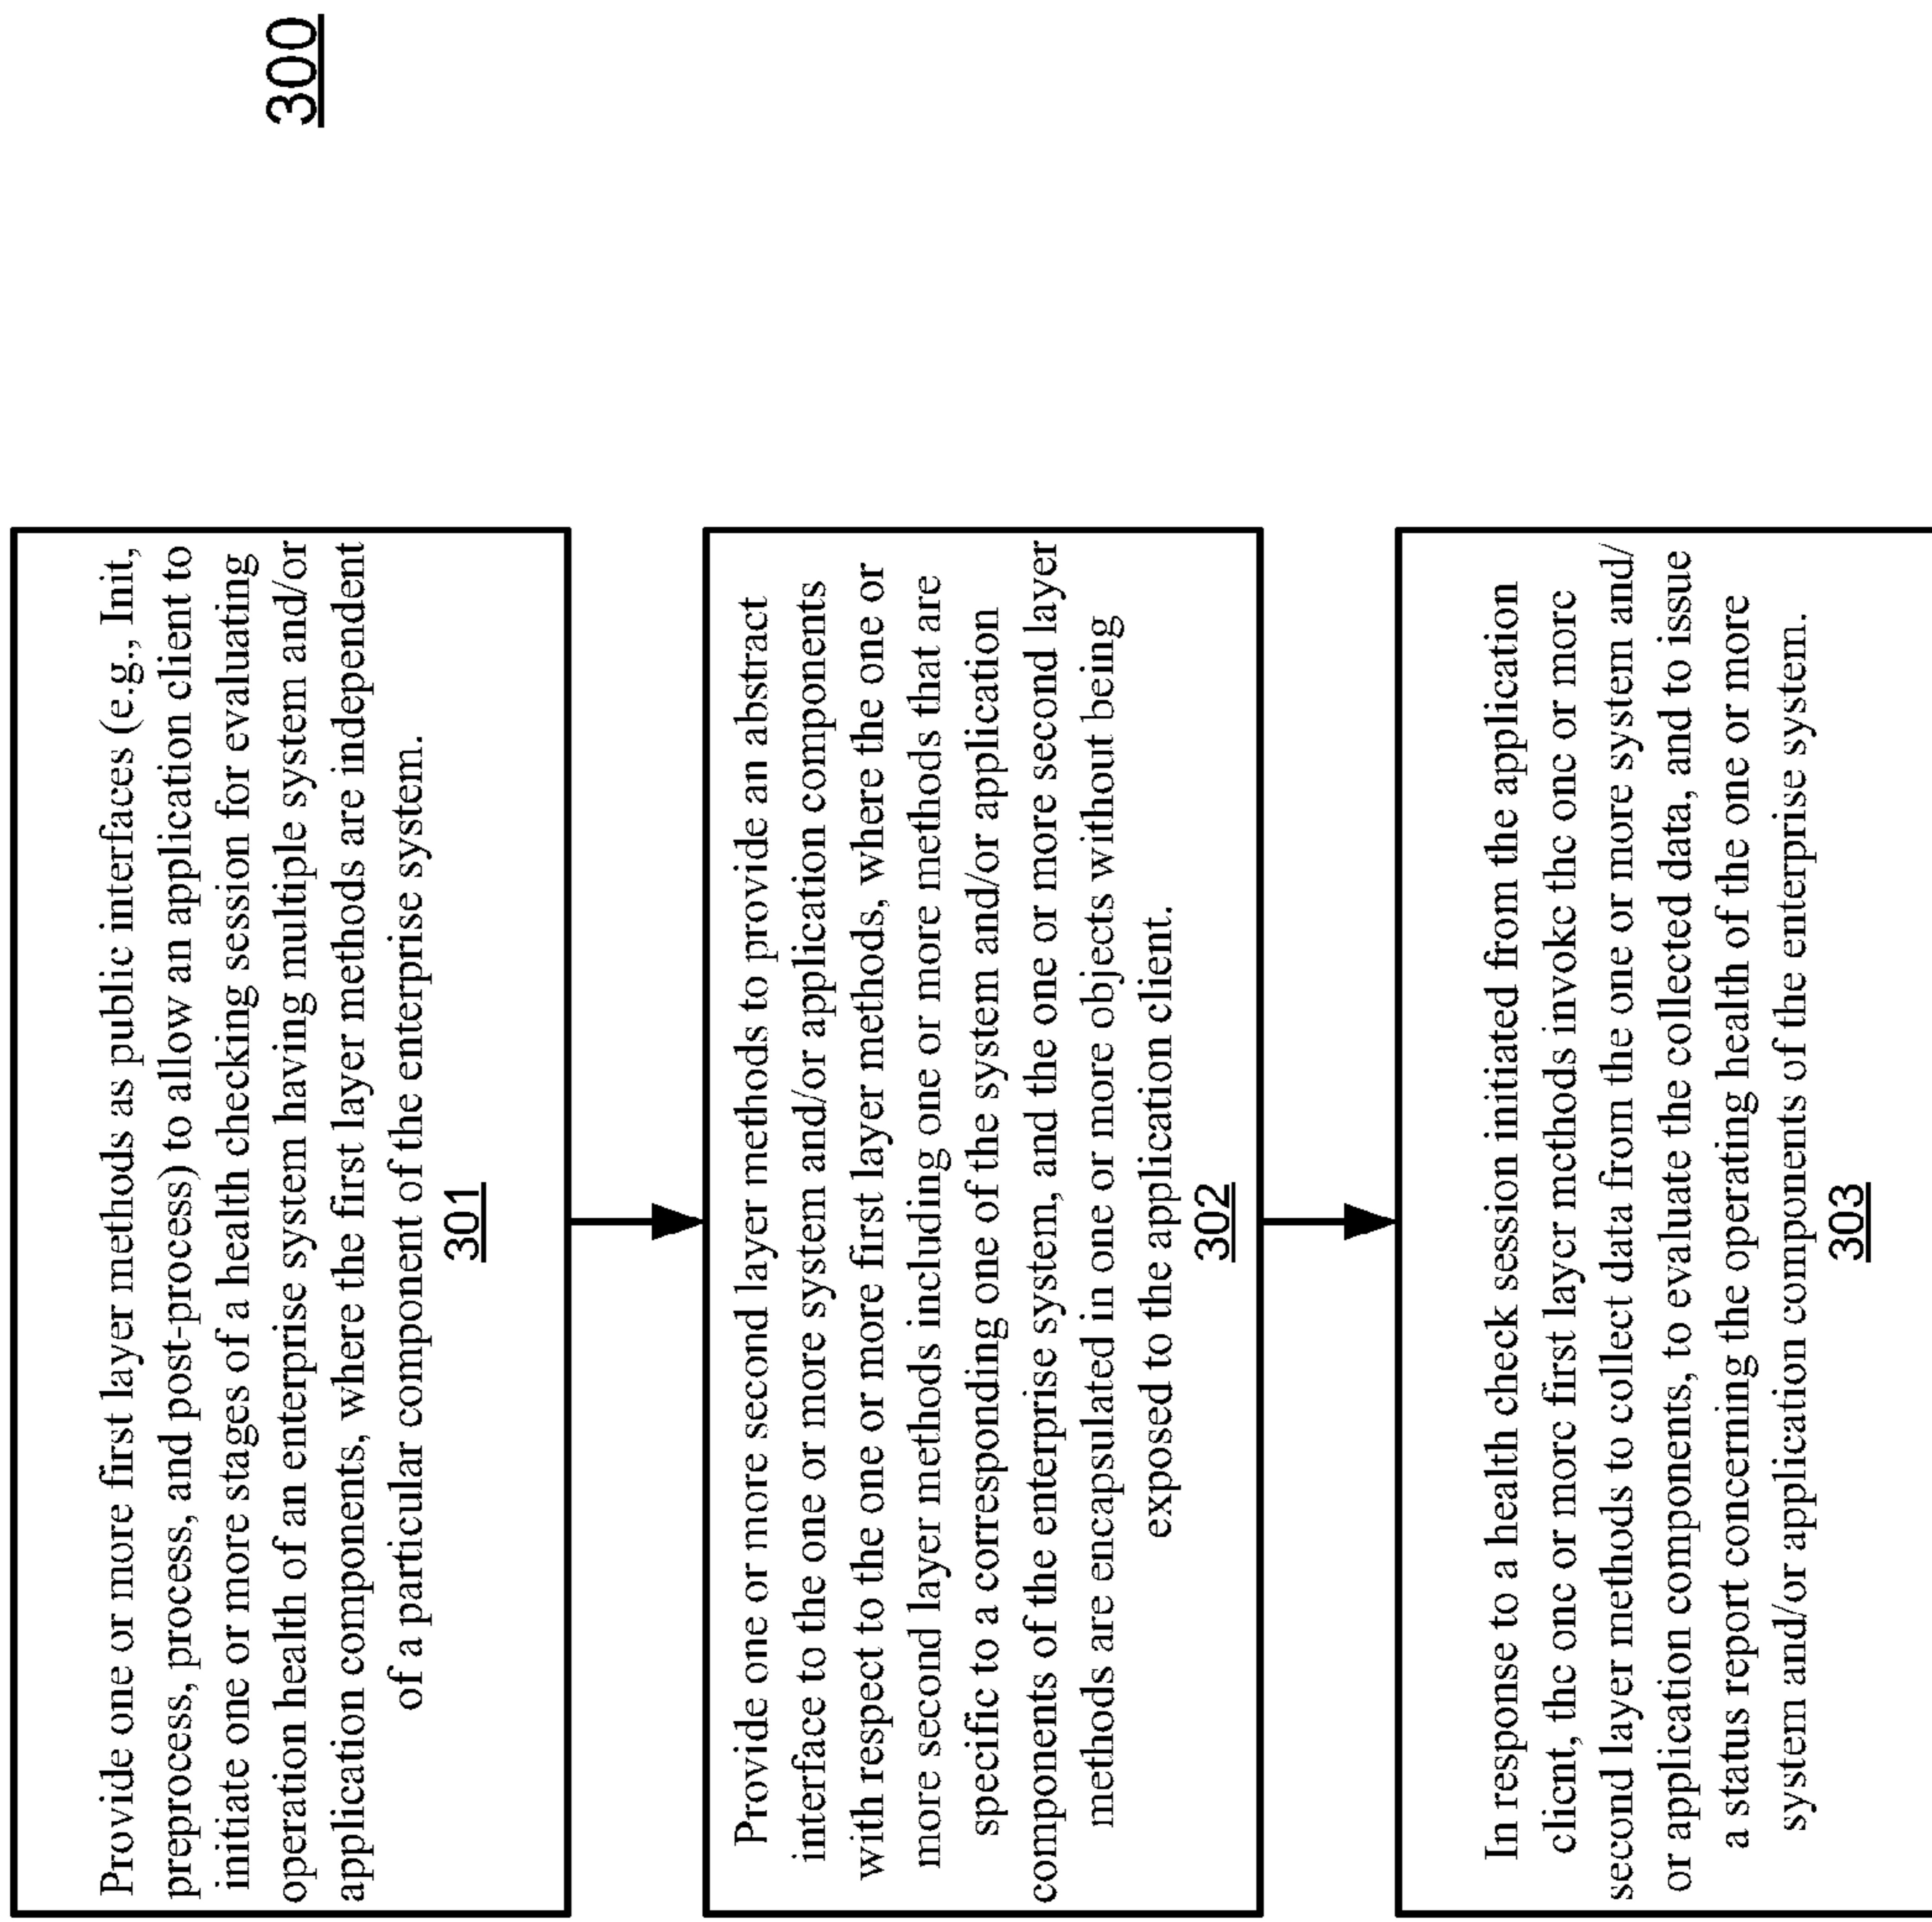 300
Provide one or more first layer methods as public interfaces (e.g., Init,
preprocess, process, and post-process) to allow an application client to
initiate one or more stages of a health checking session for evaluating
operation health of an enterprise system having multiple system and/or
application components, where the first layer methods are independent
of a particular component of the enterprise system.
301
Provide one or more second layer methods to provide an abstract
interface to the one or more system and/or application components
with respect to the one or more first layer methods, where the one or
more second layer methods including one or more methods that are
specific to a corresponding one of the system and/or application
components of the enterprise system, and the one or more second layer
methods are encapsulated in one or more objects without being
exposed to the application client.
302
In response to a health check session initiated from the application
client, the one or more first layer methods invoke the one or more
second layer methods to collect data from the one or more system and/
or application components, to evaluate the collected data, and to issue
a status report concerning the operating health of the one or more
system and/or application components of the enterprise system.
303